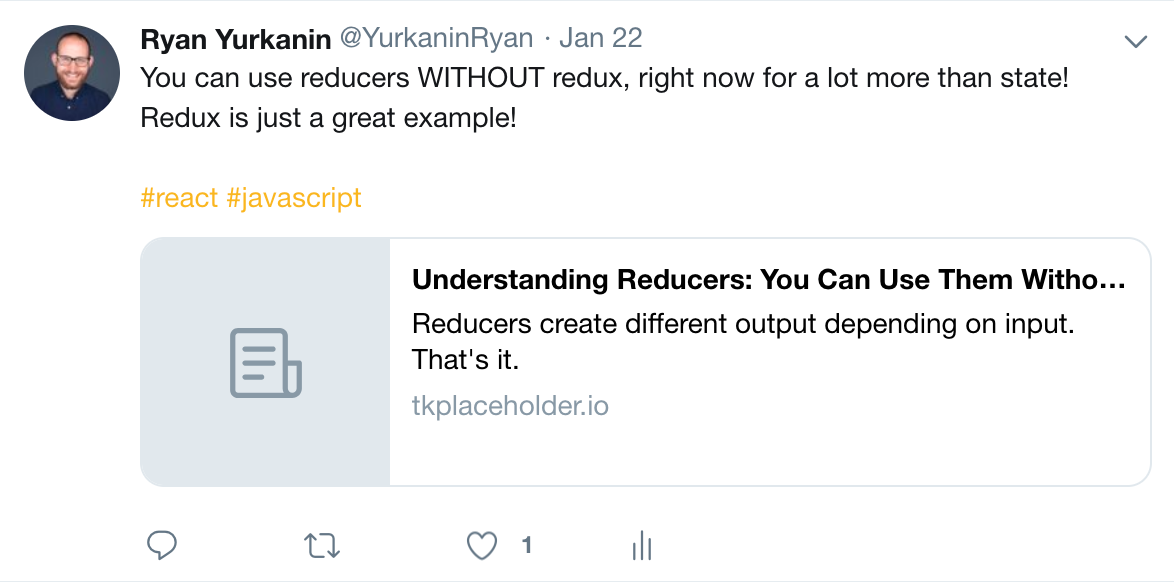 Ryan Yurkanin @YurkaninRyan · Jan 22
You can use reducers WITHOUT redux, right now for a lot more than state!
Redux is just a great example!
#react #javascript
Understanding Reducers: You Can Use Them Witho...
Reducers create different output depending on input.
That's it.
tkplaceholder.io
1